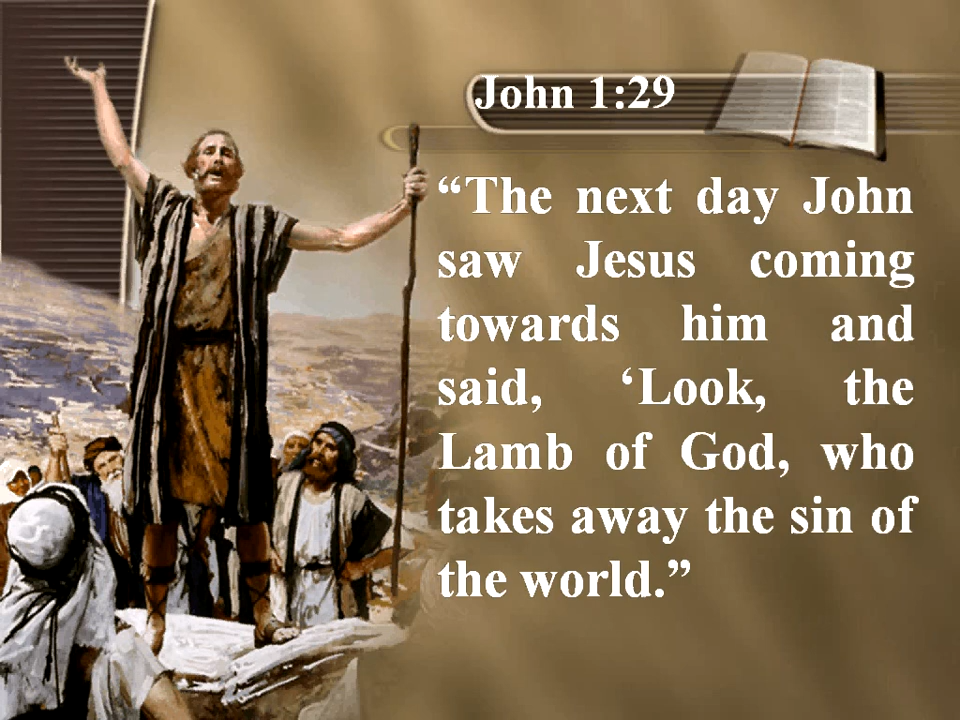 John 1:29
“The next day John
saw Jesus coming
towards him and
said, ‘Look, the
Lamb of God, who
takes away the sin of
the world.”